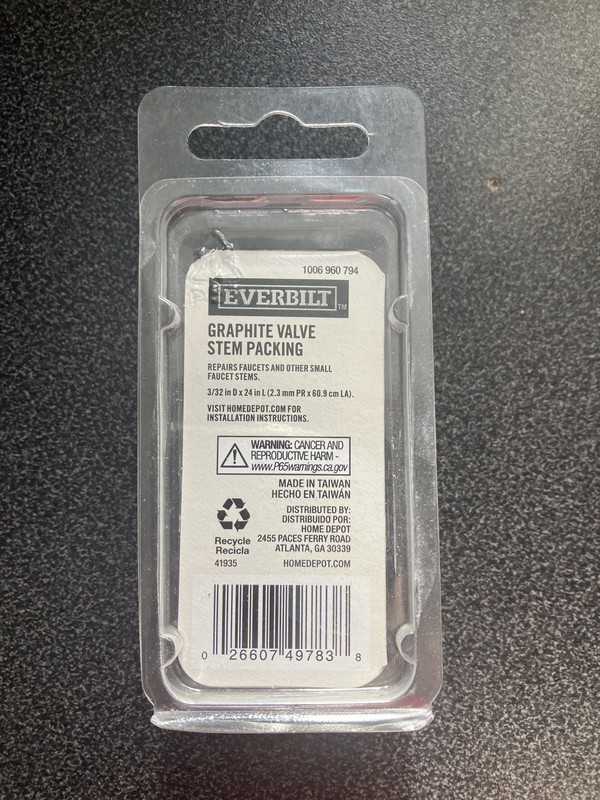 1006 960 794
EVERBILT TM
GRAPHITE VALVE
STEM PACKING
REPAIRS FAUCETS AND OTHER SMALL
FAUCET STEMS.
3/32 in D x 24 in L (2.3 mm PR x 60.9 cm LA).
VISIT HOMEDEPOT.COM FOR
INSTALLATION INSTRUCTIONS.
WARNING: CANCER AND
REPRODUCTIVE HARM -
www.P65warnings.ca.gov
MADE IN TAIWAN
HECHO EN TAIWÁN
DISTRIBUTED BY:
DISTRIBUIDO POR:
HOME DEPOT
2455 PACES FERRY ROAD
ATLANTA, GA 30339
HOMEDEPOT.COM
Recycle
Recicla
41935
0 26607 49783 8